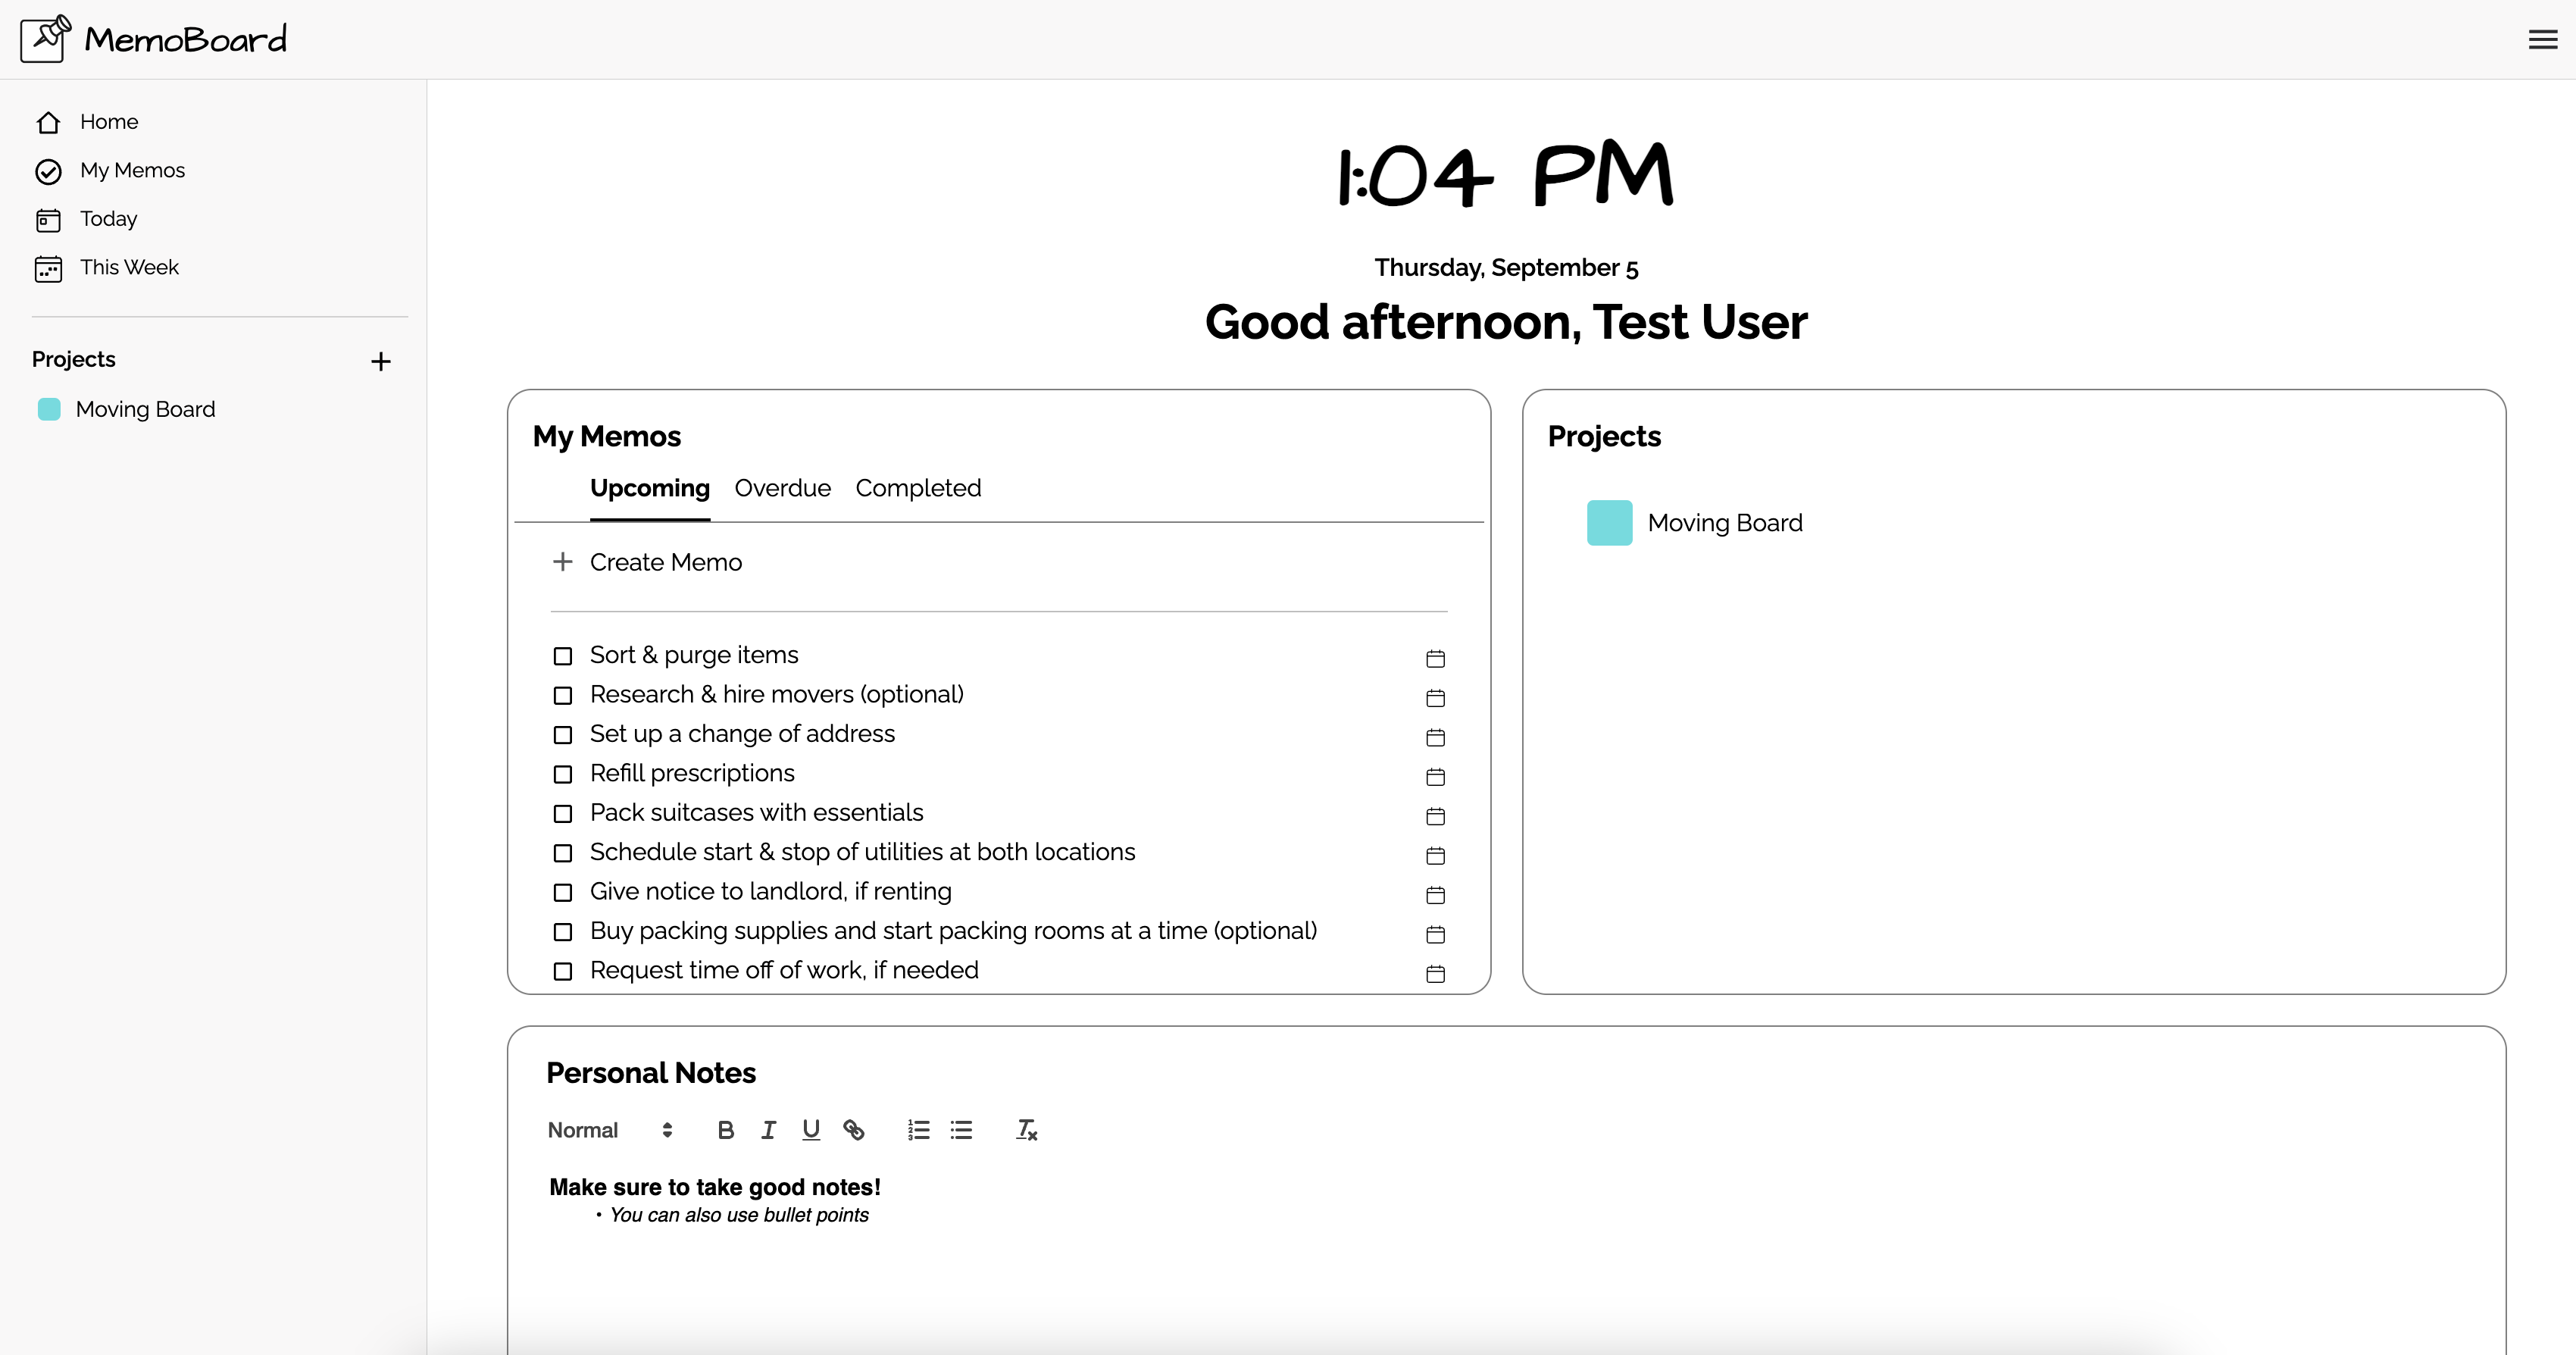 MemoBoard
Home
My Memos
Today
This Week
Projects
Moving Board
1:04 PM
Thursday, September 5
Good afternoon, Test User
My Memos
Upcoming Overdue Completed
Create Memo
Sort & purge items
Research & hire movers (optional)
Set up a change of address
Refill prescriptions
Pack suitcases with essentials
Schedule start & stop of utilities at both locations
Give notice to landlord, if renting
Buy packing supplies and start packing rooms at a time (optional)
Request time off of work, if needed
Projects
Moving Board
Personal Notes
Normal
Make sure to take good notes!
• You can also use bullet points